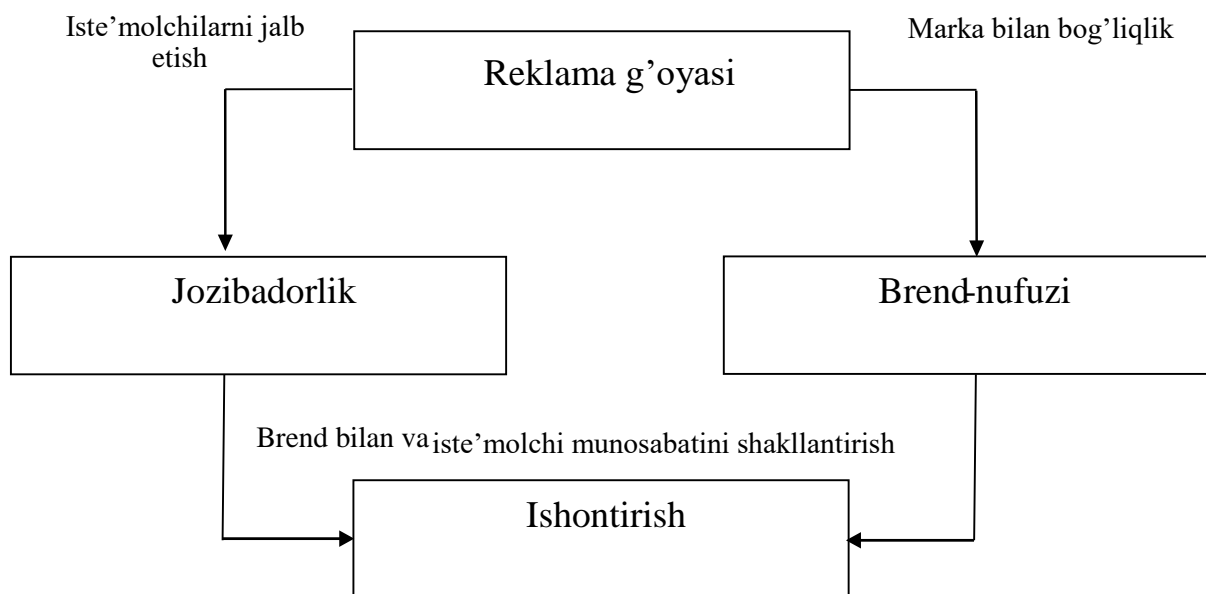 Iste’molchilarni jalb
etish
Marka bilan bog’liqlik
Reklama g’oyasi
Jozibadorlik
Brend-nufuzi
Brend bilan va iste’molchi munosabatini shakllantirish
Ishontirish